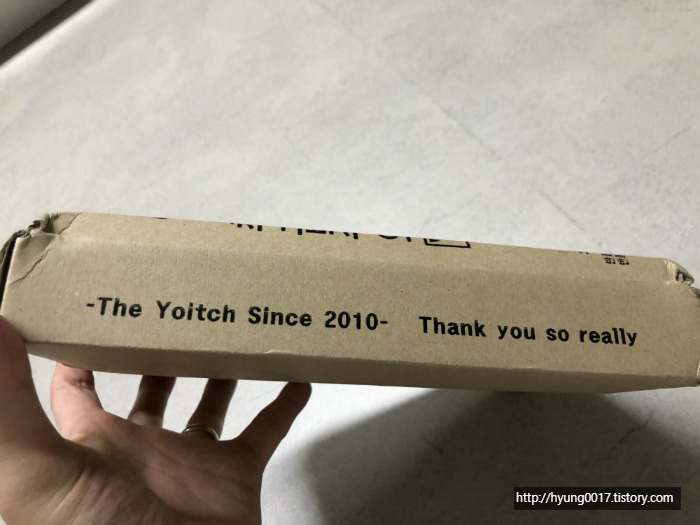 -The Yoitch Since 2010- Thank you so really
http://hyung0017.tistory.com